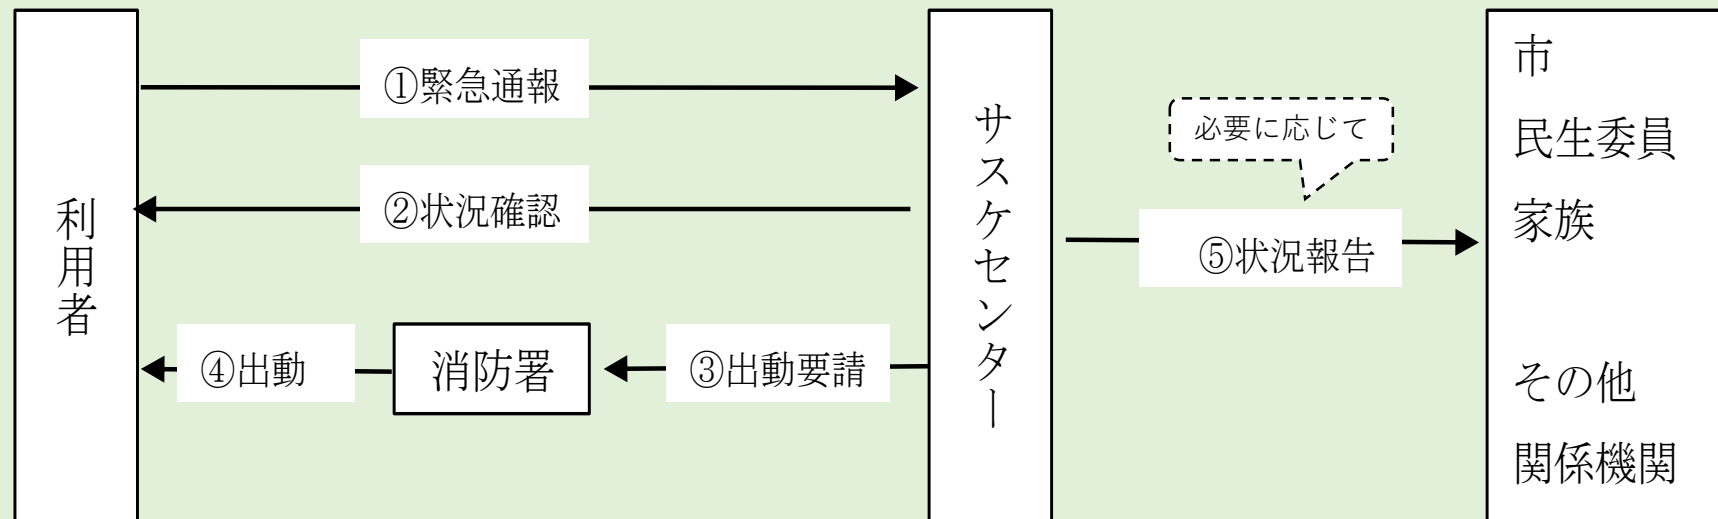 利用者
①緊急通報
②状況確認
④出動
消防署
③出動要請
サスケセンター
必要に応じて
⑤状況報告
市
民生委員
家族
その他
関係機関